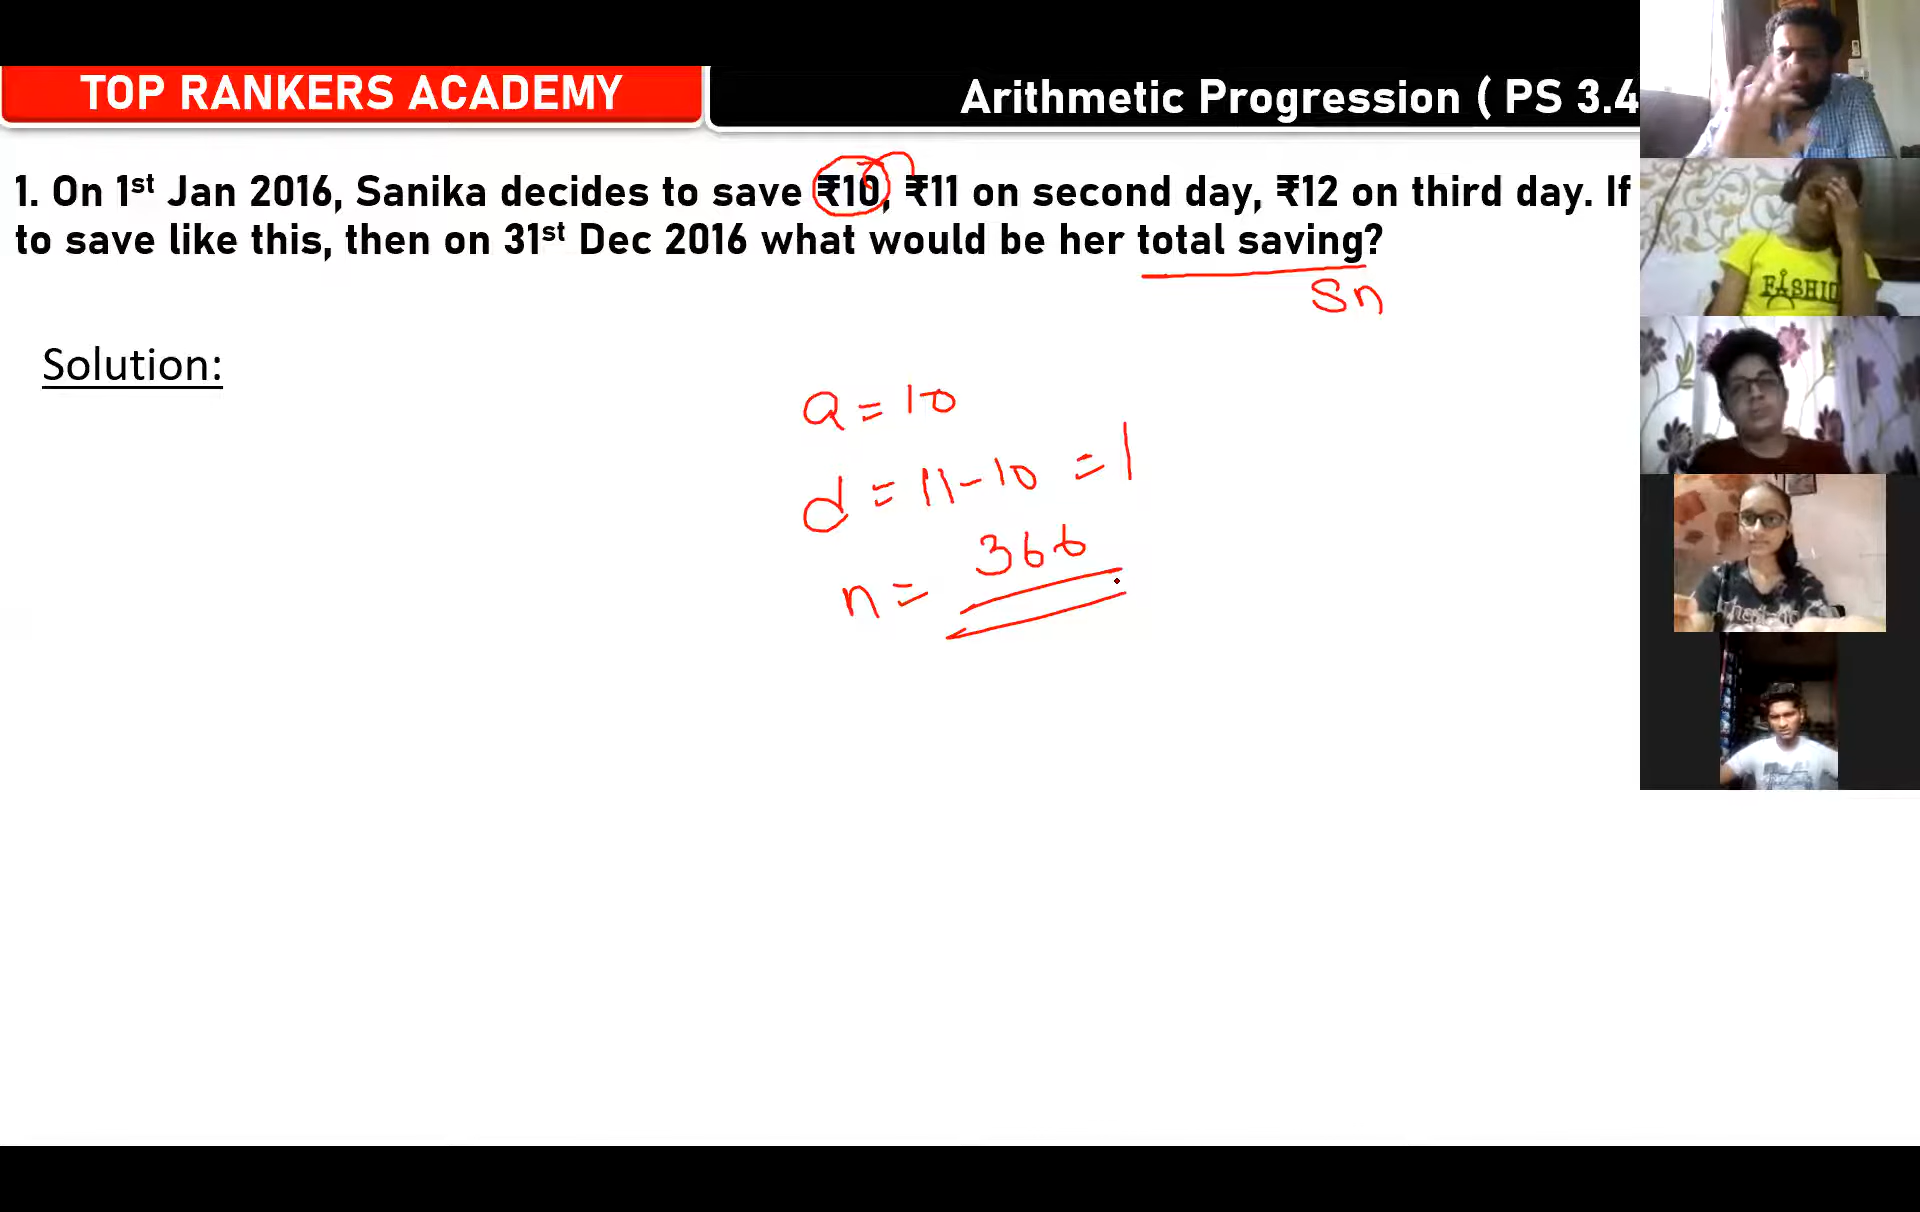 TOP RANKERS ACADEMY
Arithmetic Progression ( PS 3.4
1. On 1st Jan 2016, Sanika decides to save ₹10, ₹11 on second day, ₹12 on third day. If
to save like this, then on 31st Dec 2016 what would be her total saving?
Sn
Solution:
a = 10
d = 11 - 10 = 1
n = 366
FASHIO